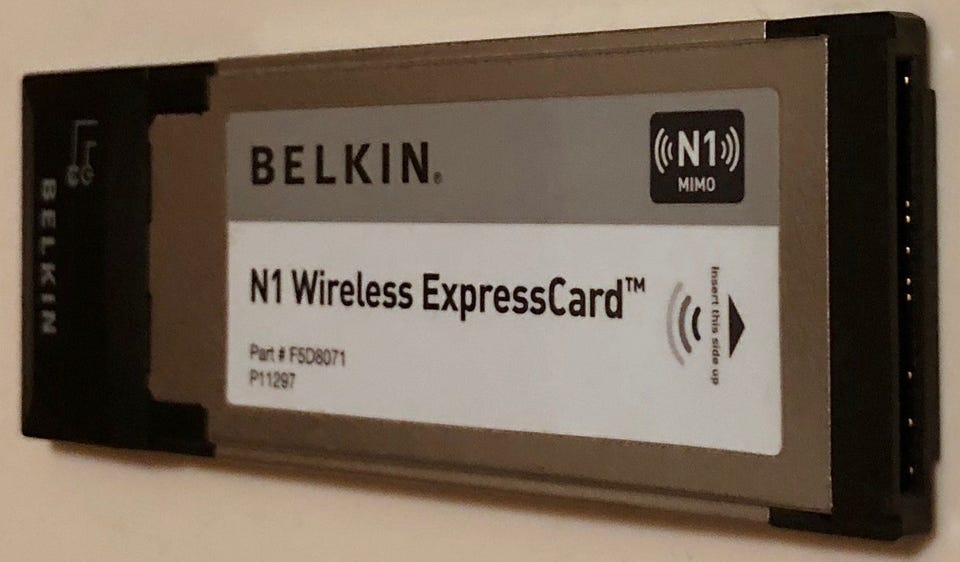 BELKIN
BELKIN®
N1
MIMO
N1 Wireless ExpressCard™
Part # F5D8071
P11297
Insert this side up